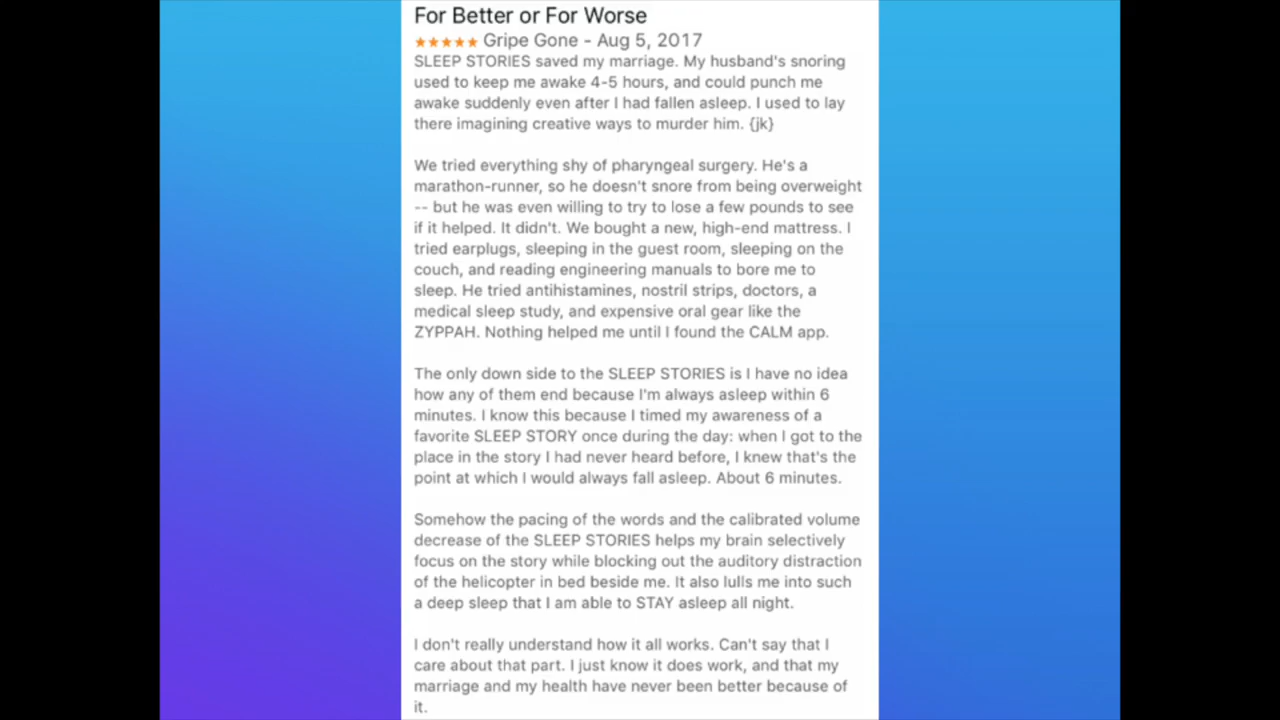 For Better or For Worse
★★★★★ Gripe Gone - Aug 5, 2017
SLEEP STORIES saved my marriage. My husband's snoring
used to keep me awake 4-5 hours, and could punch me
awake suddenly even after I had fallen asleep. I used to lay
there imagining creative ways to murder him. {jk}
We tried everything shy of pharyngeal surgery. He's a
marathon-runner, so he doesn't snore from being overweight
-- but he was even willing to try to lose a few pounds to see
if it helped. It didn't. We bought a new, high-end mattress. I
tried earplugs, sleeping in the guest room, sleeping on the
couch, and reading engineering manuals to bore me to
sleep. He tried antihistamines, nostril strips, doctors, a
medical sleep study, and expensive oral gear like the
ZYPPAH. Nothing helped me until I found the CALM app.
The only down side to the SLEEP STORIES is I have no idea
how any of them end because I'm always asleep within 6
minutes. I know this because I timed my awareness of a
favorite SLEEP STORY once during the day: when I got to the
place in the story I had never heard before, I knew that's the
point at which I would always fall asleep. About 6 minutes.
Somehow the pacing of the words and the calibrated volume
decrease of the SLEEP STORIES helps my brain selectively
focus on the story while blocking out the auditory distraction
of the helicopter in bed beside me. It also lulls me into such
a deep sleep that I am able to STAY asleep all night.
I don't really understand how it all works. Can't say that I
care about that part. I just know it does work, and that my
marriage and my health have never been better because of
it.